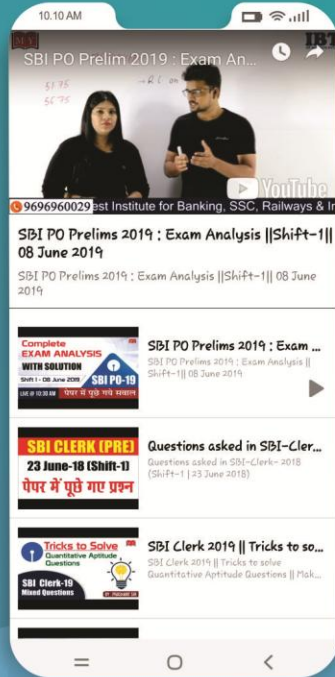 10.10 AM
IBT
SBI PO Prelim 2019 : Exam An...
5175
5675
YouTube
9696960029 est Institute for Banking, SSC, Railways & In
SBI PO Prelims 2019 : Exam Analysis ||Shift-1||
08 June 2019
SBI PO Prelims 2019 : Exam Analysis ||Shift-1|| 08 June
2019
Complete
EXAM ANALYSIS
WITH SOLUTION
Shift 1 - 08 June 2019
SBI PO-19
LIVE @ 10:30 AM
पेपर में पूछे गये सवाल
SBI PO Prelims 2019 : Exam ...
SBI PO Prelims 2019 : Exam Analysis ||
Shift-1|| 08 June 2019
SBI CLERK (PRE)
23 June-18 (Shift-1)
पेपर में पूछे गए प्रश्न
Questions asked in SBI-Cler...
Questions asked in SBI-Clerk- 2018
(Shift-1 | 23 June 2018)
Tricks to Solve
Quantitative Aptitude
Questions
SBI Clerk-19
Mixed Questions
SBI Clerk 2019 || Tricks to so...
SBI Clerk 2019 || Tricks to solve
Quantitative Aptitude Questions || Mak...